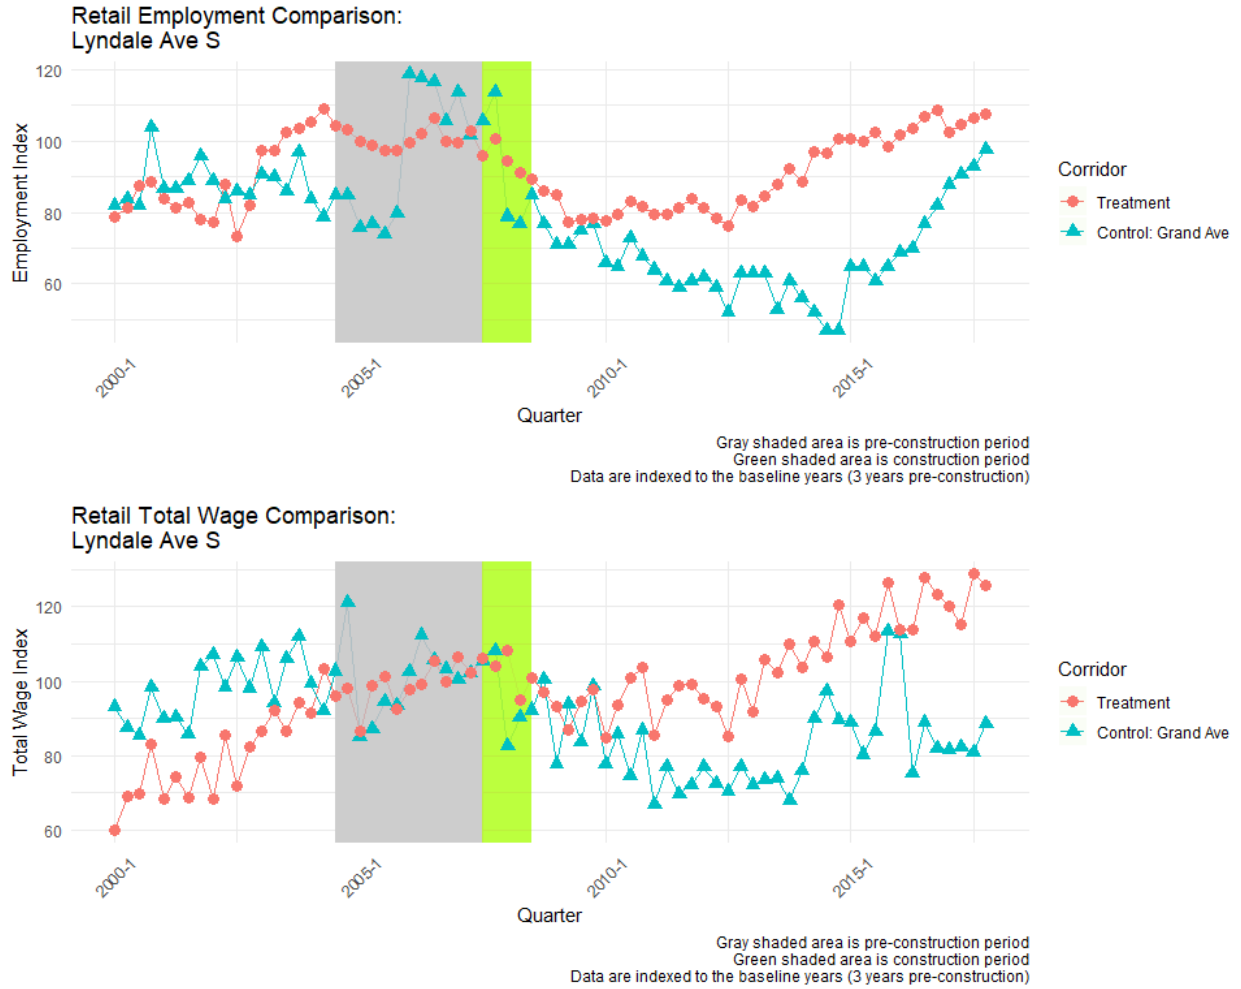 Retail Employment Comparison:
Lyndale Ave S
120
100
80
60
Employment Index
2000-1
2005-1
2010-1
2015-1
Quarter
Corridor
Treatment
Control: Grand Ave
Gray shaded area is pre-construction period
Green shaded area is construction period
Data are indexed to the baseline years (3 years pre-construction)
Retail Total Wage Comparison:
Lyndale Ave S
120
100
80
60
Total Wage Index
2000-1
2005-1
2010-1
2015-1
Quarter
Corridor
Treatment
Control: Grand Ave
Gray shaded area is pre-construction period
Green shaded area is construction period
Data are indexed to the baseline years (3 years pre-construction)